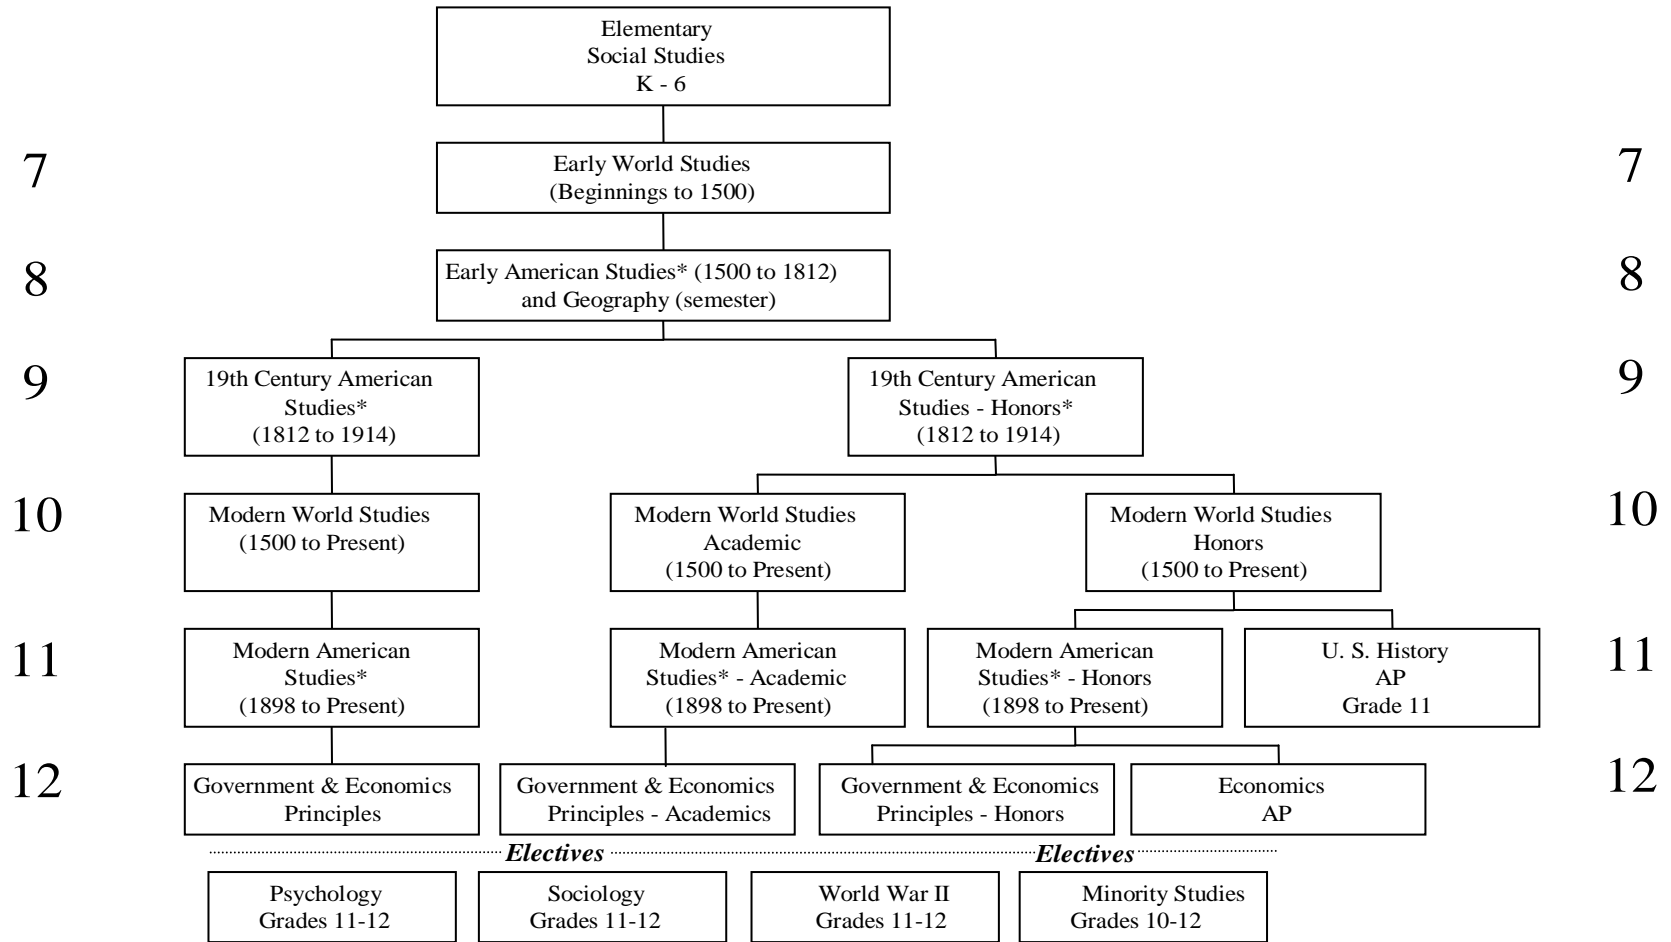 Elementary
Social Studies
K - 6
7
Early World Studies
(Beginnings to 1500)
7
8
Early American Studies* (1500 to 1812)
and Geography (semester)
8
9
19th Century American
Studies*
(1812 to 1914)
19th Century American
Studies - Honors*
(1812 to 1914)
9
10
Modern World Studies
(1500 to Present)
Modern World Studies
Academic
(1500 to Present)
Modern World Studies
Honors
(1500 to Present)
10
11
Modern American
Studies*
(1898 to Present)
Modern American
Studies* - Academic
(1898 to Present)
Modern American
Studies* - Honors
(1898 to Present)
U. S. History
AP
Grade 11
11
12
Government & Economics
Principles
Government & Economics
Principles - Academics
Government & Economics
Principles - Honors
Economics
AP
12
Electives
Electives
Psychology
Grades 11-12
Sociology
Grades 11-12
World War II
Grades 11-12
Minority Studies
Grades 10-12